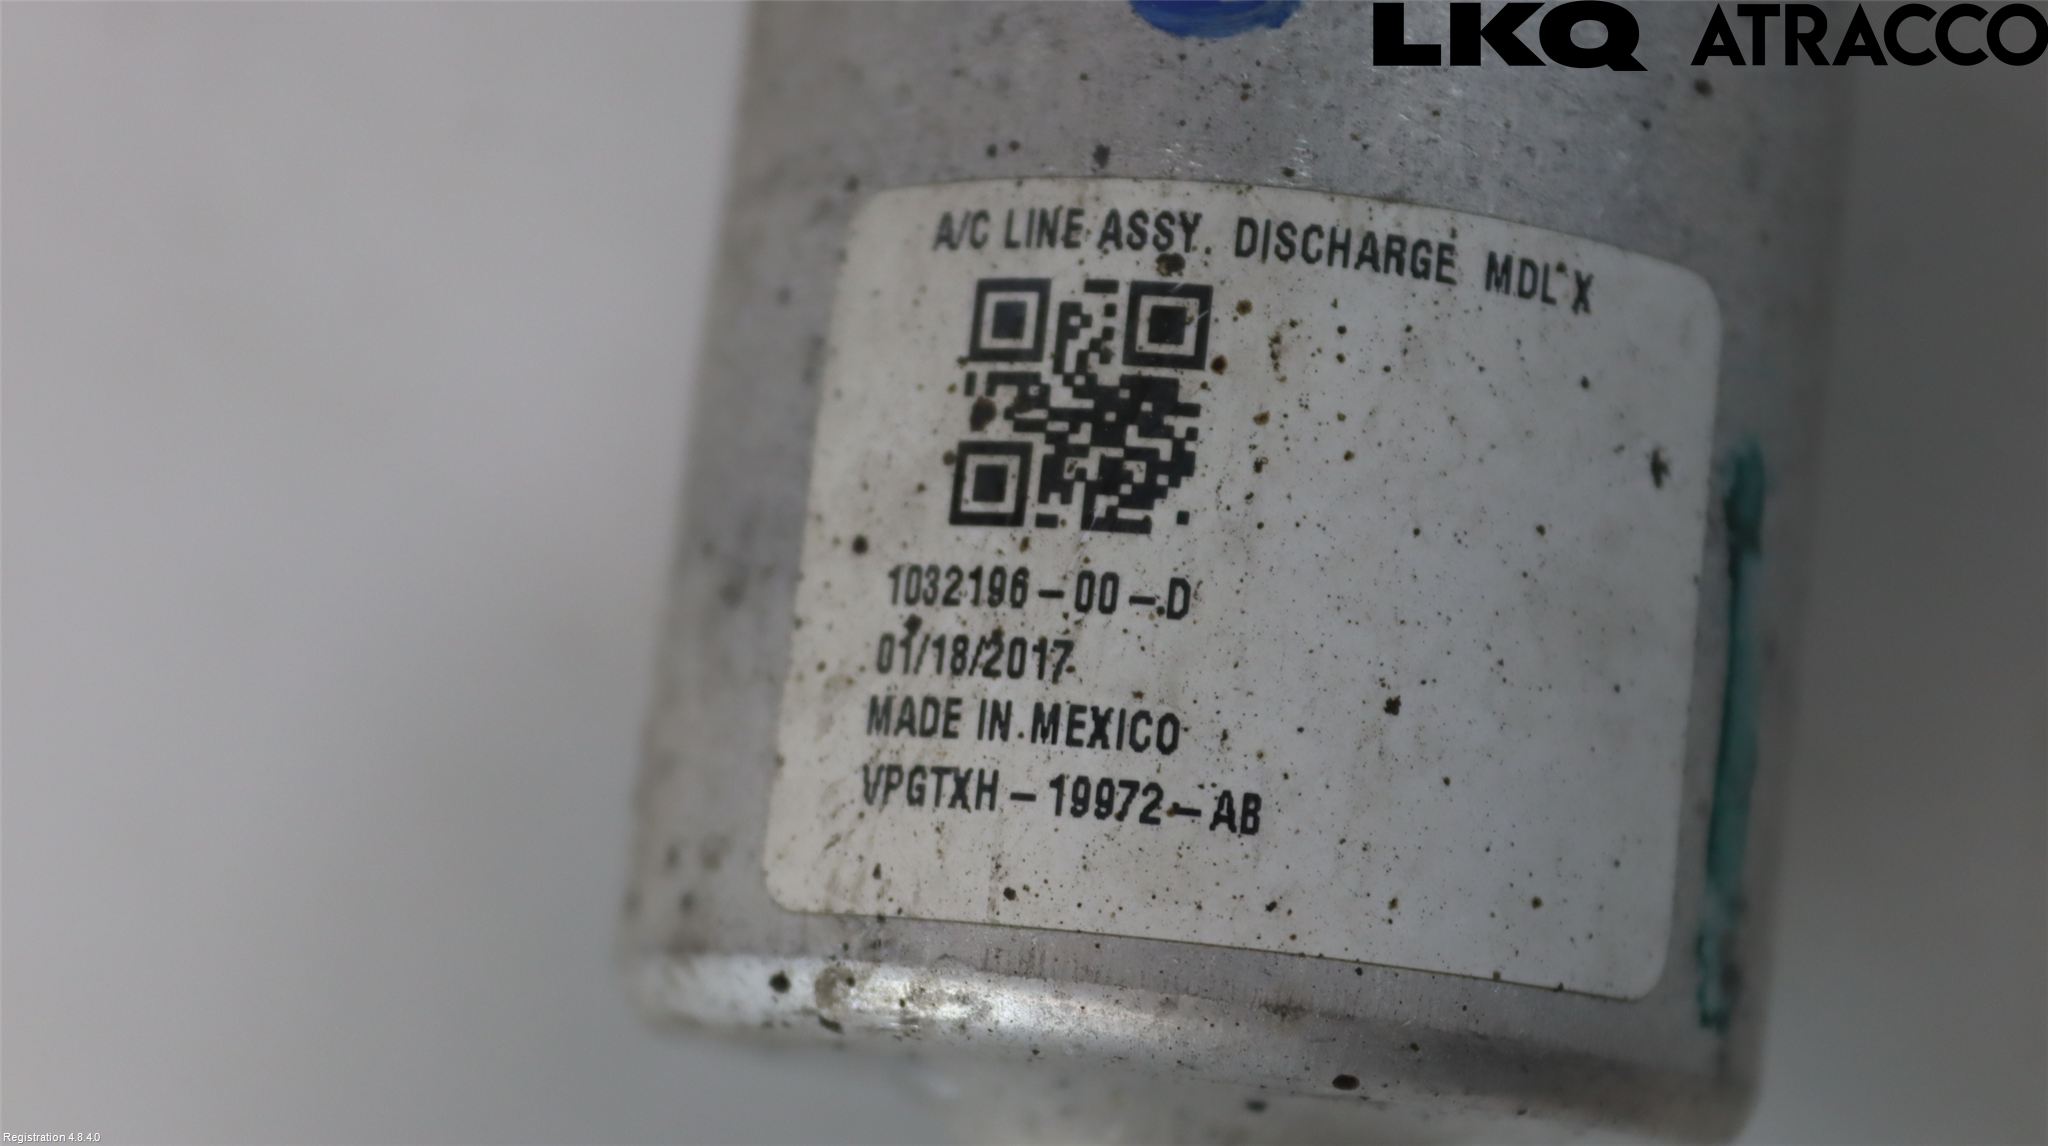 LKQ ATRACCO
A/C LINE ASSY. DISCHARGE MDL X
1032196-00-D
01/18/2017
MADE IN MEXICO
VPGTXH-19972-AB
Registration 4.8.4.0